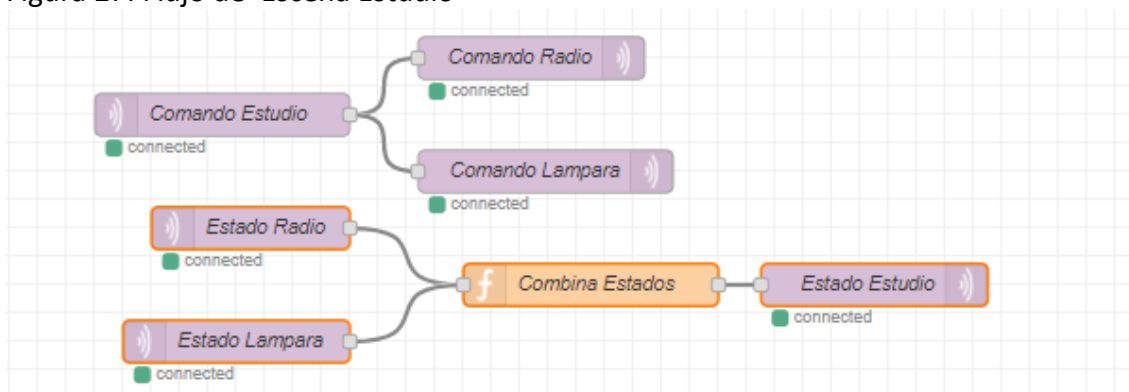 Comando Radio
connected
Comando Estudio
connected
Comando Lampara
connected
Estado Radio
connected
Combina Estados
Estado Estudio
connected
Estado Lampara
connected